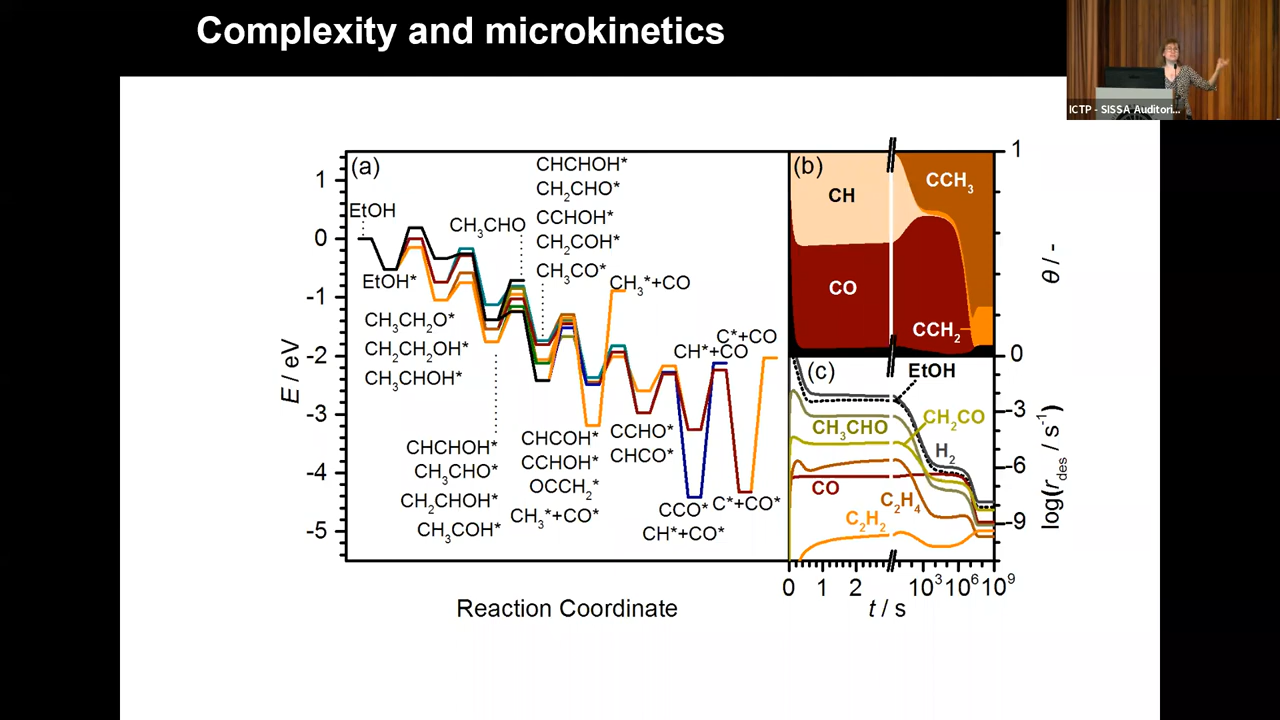 Complexity and microkinetics
ICTP - SISSA Auditori...
(a)
E / eV
1
0
-1
-2
-3
-4
-5
EtOH
EtOH*
CH₃CH₂O*
CH₂CH₂OH*
CH₃CHOH*
CHCHOH*
CH₃CHO*
CH₂CHOH*
CH₃COH*
CH₃CHO
CHCHOH*
CH₂CHO*
CCHOH*
CH₂COH*
CH₃CO*
CHCOH*
CCHOH*
OCCH₂*
CH₃*+CO*
CH₃*+CO
CCHO*
CHCO*
CH*+CO
C*+CO
CCO*
CH*+CO*
C*+CO*
Reaction Coordinate
(b)
CH
CO
CCH₃
CCH₂
1
0
θ / -
(c)
EtOH
CH₃CHO
CH₂CO
H₂
CO
C₂H₄
C₂H₂
-3
-6
-9
log(r_des / s⁻¹)
0 1 2 10³ 10⁶ 10⁹
t / s